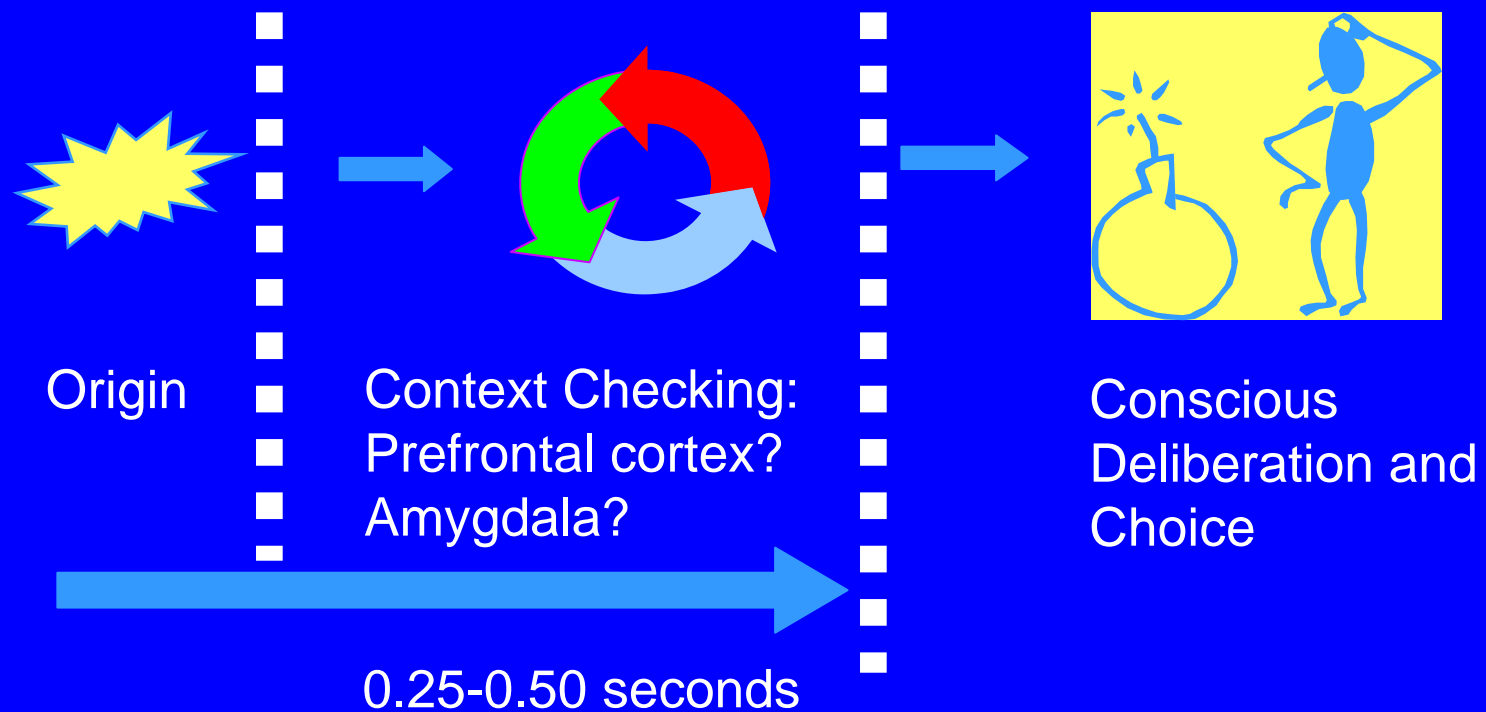 Origin
Context Checking:
Prefrontal cortex?
Amygdala?
Conscious
Deliberation and
Choice
0.25-0.50 seconds